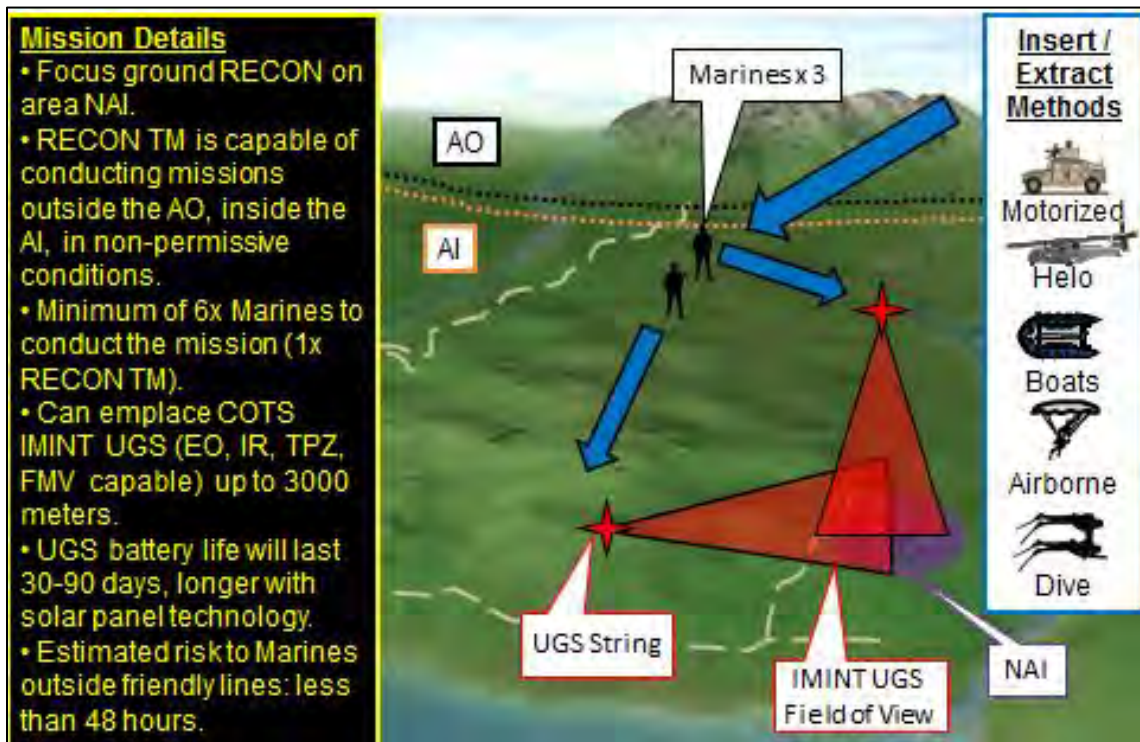 Mission Details
• Focus ground RECON on
area NAI.
• RECON TM is capable of
conducting missions
outside the AO, inside the
AI, in non-permissive
conditions.
• Minimum of 6x Marines to
conduct the mission (1x
RECON TM).
• Can emplace COTS
IMINT UGS (EO, IR, TPZ,
FMV capable) up to 3000
meters.
• UGS battery life will last
30-90 days, longer with
solar panel technology.
• Estimated risk to Marines
outside friendly lines: less
than 48 hours.
Marines x 3
AO
AI
UGS String
IMINT UGS
Field of View
NAI
Insert /
Extract
Methods
Motorized
Helo
Boats
Airborne
Dive